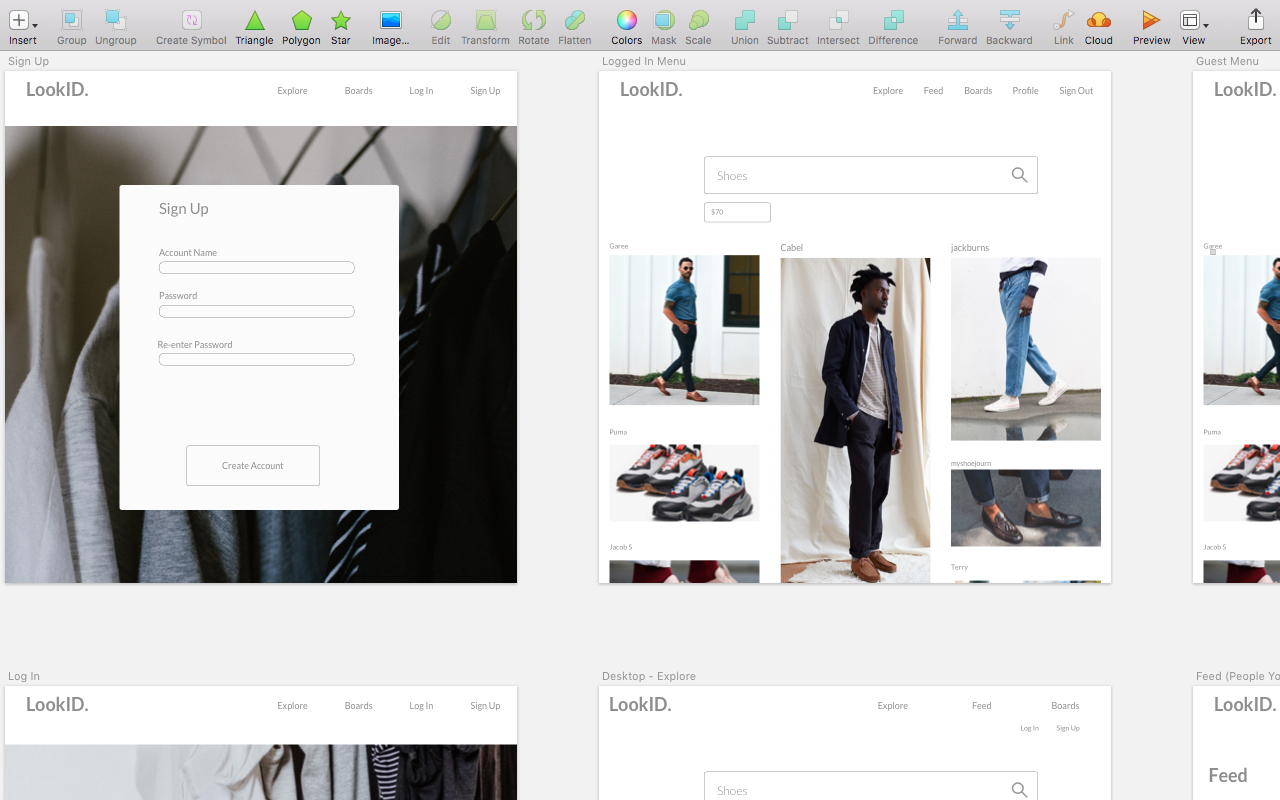 Insert Group Ungroup Create Symbol Triangle Polygon Star Image... Edit Transform Rotate Flatten Colors Mask Scale Union Subtract Intersect Difference Forward Backward Link Cloud Preview View Export
Sign Up
LookID.
Explore Boards Log In Sign Up
Sign Up
Account Name
Password
Re-enter Password
Create Account
Logged In Menu
LookID.
Explore Feed Boards Profile Sign Out
Shoes
$70
Garee
Cabel
jackburns
Puma
myshoejourn
Jacob S
Terry
Guest Menu
LookID.
Garee
Puma
Jacob S
Log In
LookID.
Explore Boards Log In Sign Up
Desktop - Explore
LookID.
Explore Feed Boards
Log In Sign Up
Shoes
Feed (People Yo
LookID.
Feed